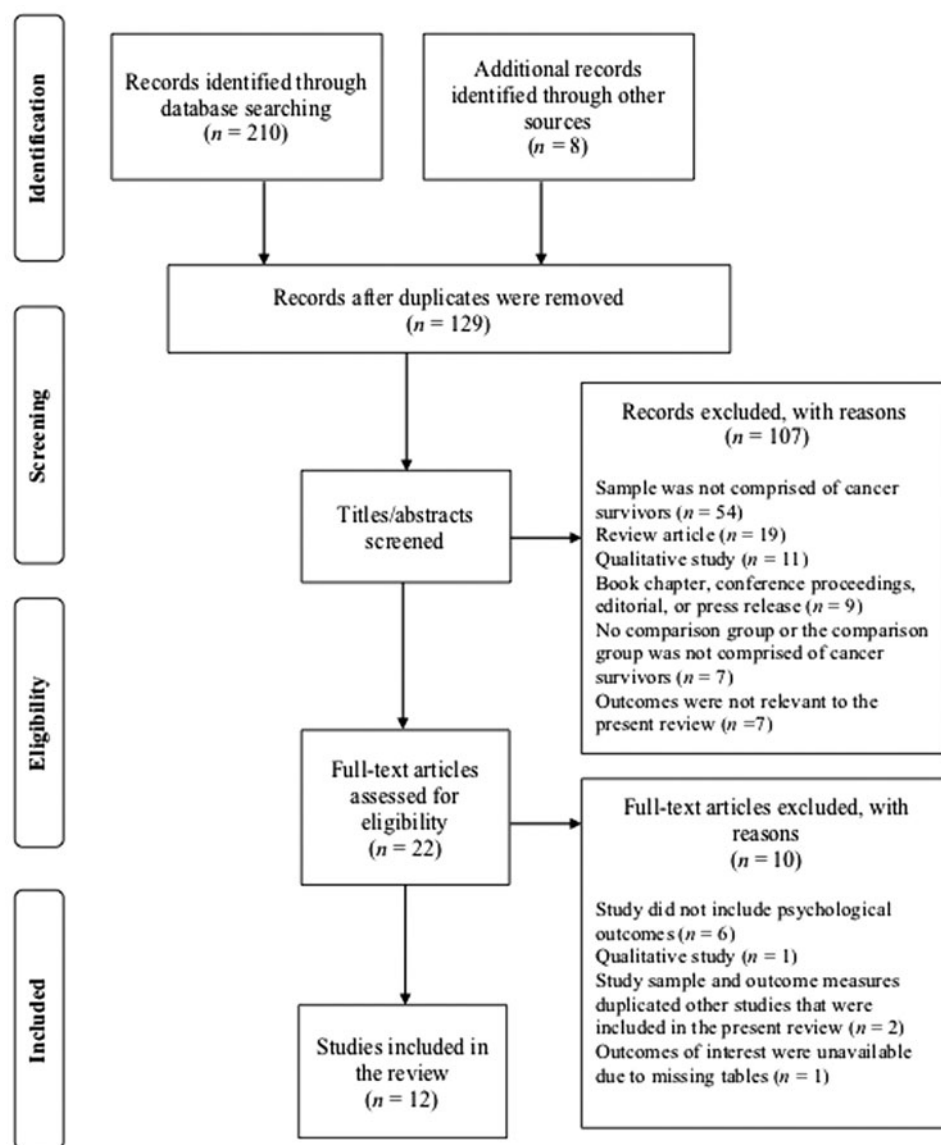 Identification
Records identified through
database searching
(n = 210)
Additional records
identified through other
sources
(n = 8)
Records after duplicates were removed
(n = 129)
Screening
Titles/abstracts
screened
Records excluded, with reasons
(n = 107)
Sample was not comprised of cancer
survivors (n = 54)
Review article (n = 19)
Qualitative study (n = 11)
Book chapter, conference proceedings,
editorial, or press release (n = 9)
No comparison group or the comparison
group was not comprised of cancer
survivors (n = 7)
Outcomes were not relevant to the
present review (n =7)
Eligibility
Full-text articles
assessed for
eligibility
(n = 22)
Full-text articles excluded, with
reasons
(n = 10)
Study did not include psychological
outcomes (n = 6)
Qualitative study (n = 1)
Study sample and outcome measures
duplicated other studies that were
included in the present review (n = 2)
Outcomes of interest were unavailable
due to missing tables (n = 1)
Included
Studies included in
the review
(n = 12)